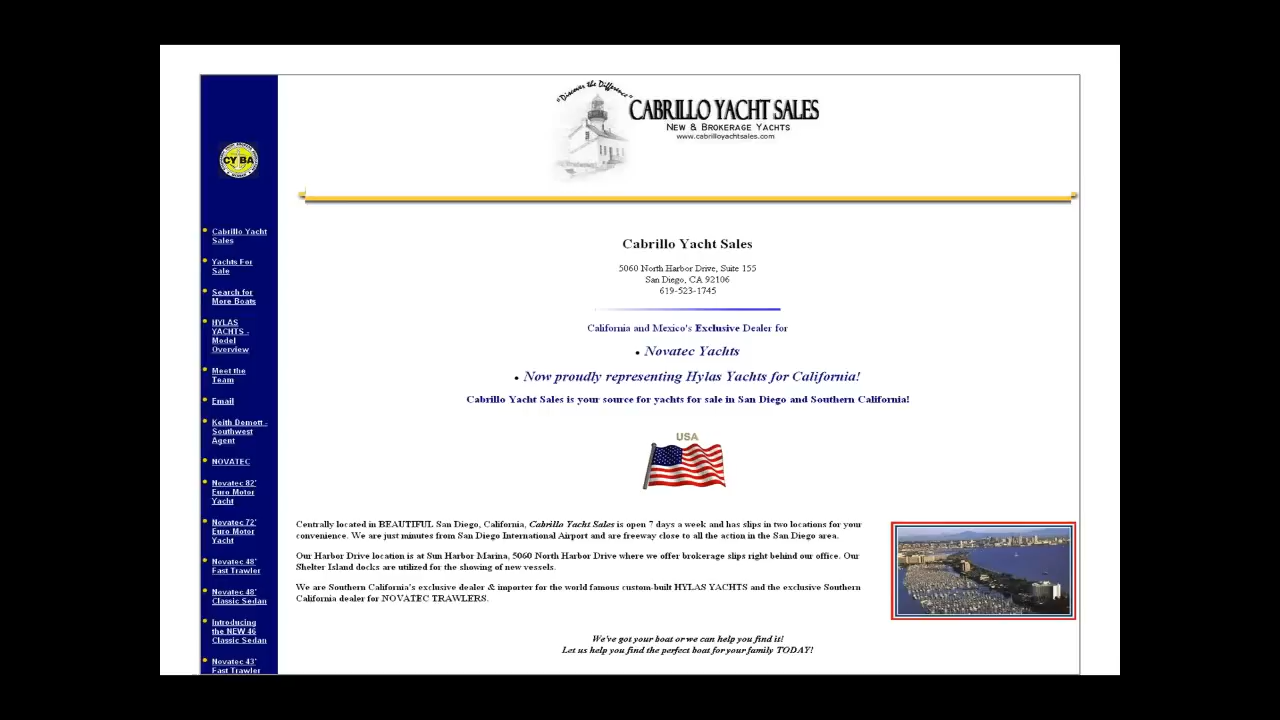 "Discover the Difference"
CABRILLO YACHT SALES
NEW & BROKERAGE YACHTS
www.cabrilloyachtsales.com
CYBA
Cabrillo Yacht
Sales
Yachts For
Sale
Search for
More Boats
HYLAS
YACHTS -
Model
Overview
Meet the
Team
Email
Keith Demott -
Southwest
Agent
NOVATEC
Novatec 82'
Euro Motor
Yacht
Novatec 72'
Euro Motor
Yacht
Novatec 48'
Fast Trawler
Novatec 48'
Classic Sedan
Introducing
the NEW 46
Classic Sedan
Novatec 43'
Fast Trawler
Cabrillo Yacht Sales
5060 North Harbor Drive, Suite 155
San Diego, CA 92106
619-523-1745
California and Mexico's Exclusive Dealer for
• Novatec Yachts
• Now proudly representing Hylas Yachts for California!
Cabrillo Yacht Sales is your source for yachts for sale in San Diego and Southern California!
USA
Centrally located in BEAUTIFUL San Diego, California, Cabrillo Yacht Sales is open 7 days a week and has slips in two locations for your
convenience. We are just minutes from San Diego International Airport and are freeway close to all the action in the San Diego area.
Our Harbor Drive location is at Sun Harbor Marina, 5060 North Harbor Drive where we offer brokerage slips right behind our office. Our
Shelter Island docks are utilized for the showing of new vessels.
We are Southern California's exclusive dealer & importer for the world famous custom-built HYLAS YACHTS and the exclusive Southern
California dealer for NOVATEC TRAWLERS.
We've got your boat or we can help you find it!
Let us help you find the perfect boat for your family TODAY!